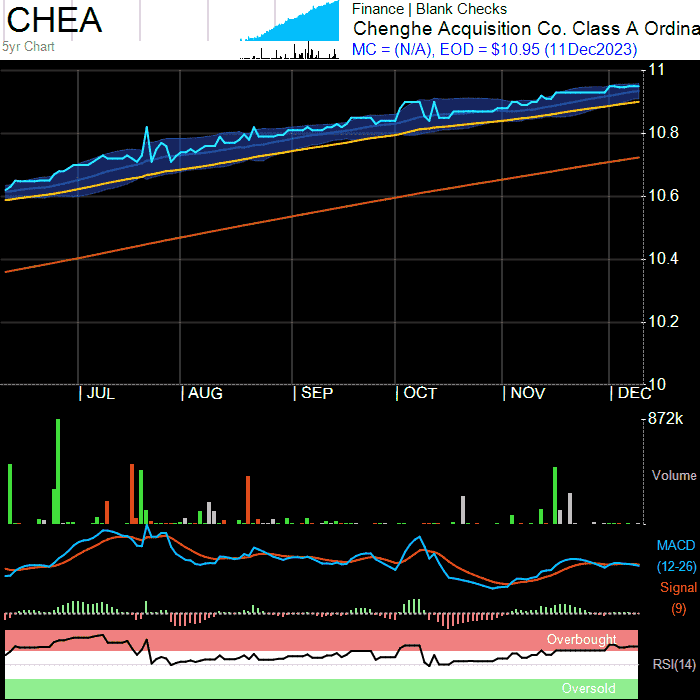 CHEA
5yr Chart
Finance | Blank Checks
Chenghe Acquisition Co. Class A Ordina
MC = (N/A), EOD = $10.95 (11Dec2023)
11
10.8
10.6
10.4
10.2
10
JUL AUG SEP OCT NOV DEC
872k
Volume
MACD
(12-26)
Signal
(9)
Overbought
RSI(14)
Oversold